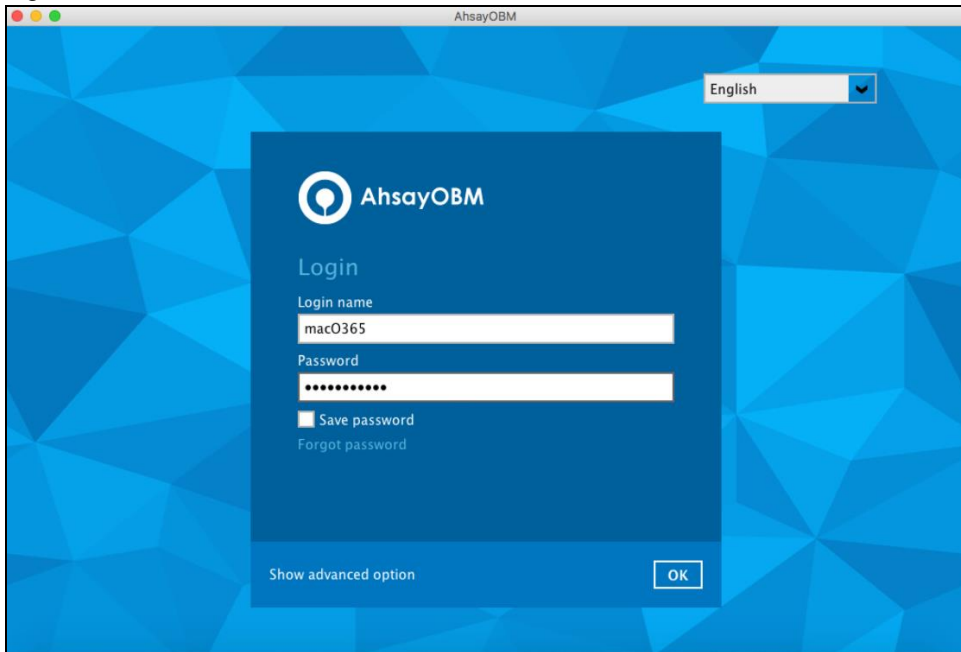 AhsayOBM
English
AhsayOBM
Login
Login name
macO365
Password
•••••••••••
Save password
Forgot password
Show advanced option
OK